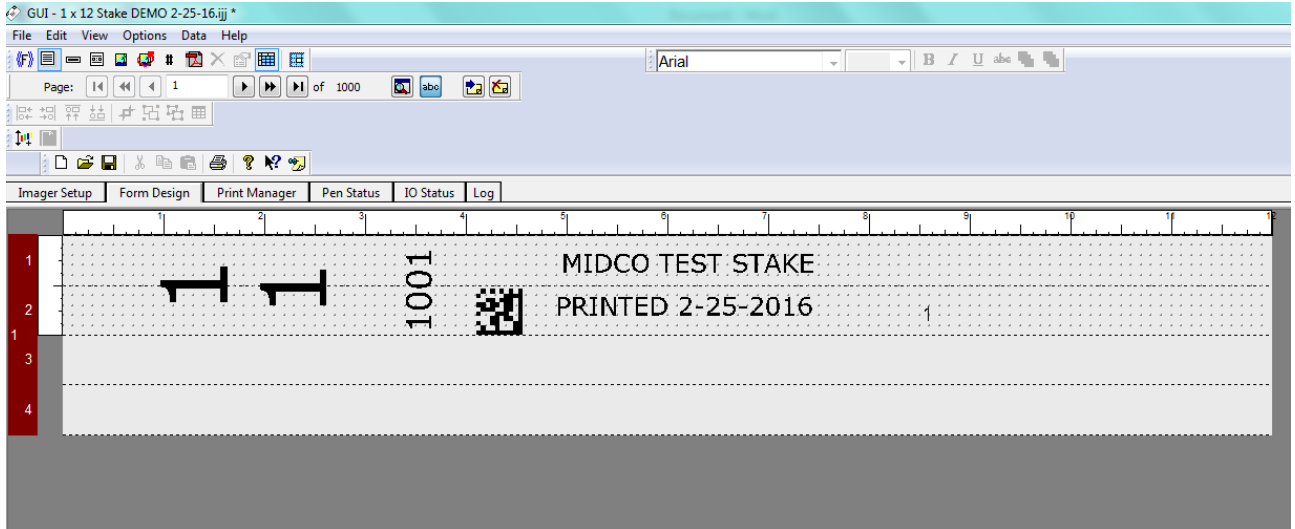 GUI - 1 x 12 Stake DEMO 2-25-16.ijj *
File Edit View Options Data Help
Arial
B I U abc
Page: 1 of 1000 abc
Imager Setup Form Design Print Manager Pen Status IO Status Log
1 2 3 4 5 6 7 8 9 10 11 12
1
2
1
3
4
1
1
1001
MIDCO TEST STAKE
PRINTED 2-25-2016
1